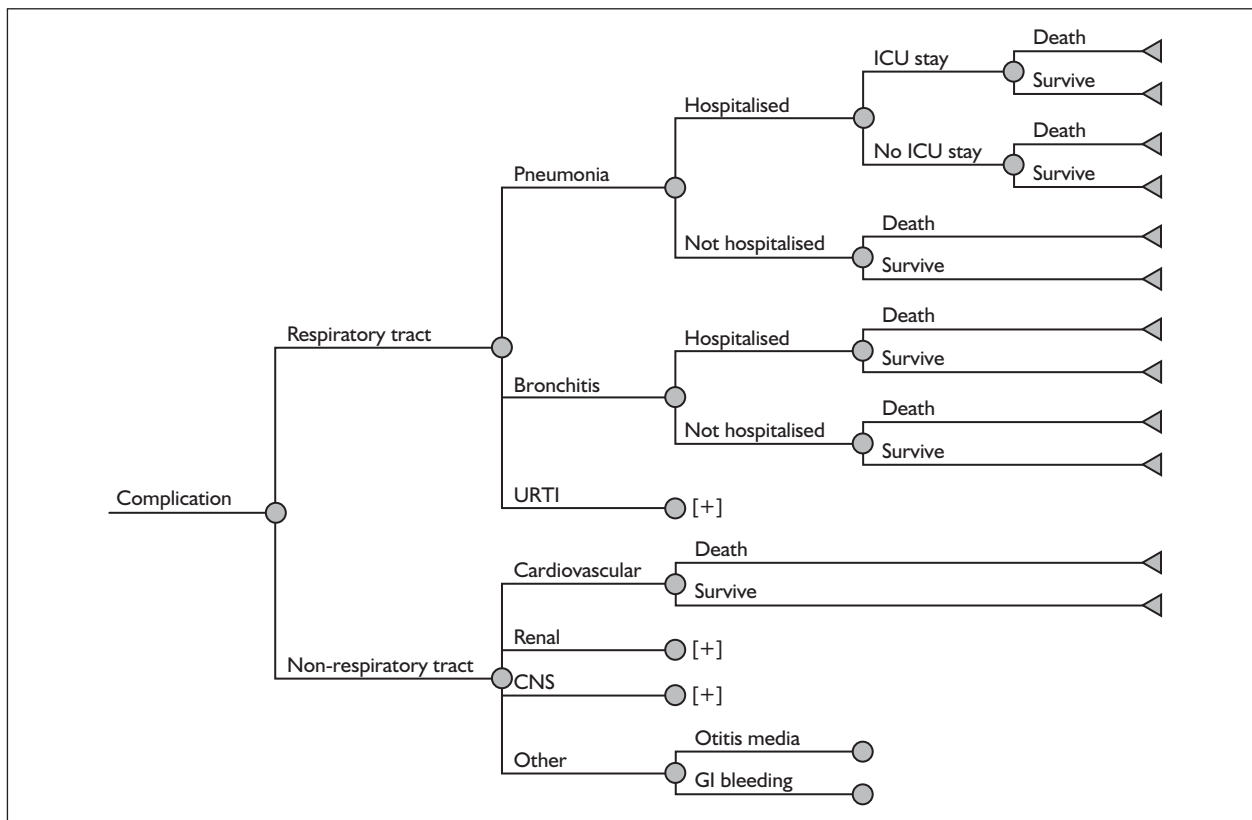 Death
ICU stay
Survive
Hospitalised
Death
No ICU stay
Survive
Pneumonia
Death
Not hospitalised
Survive
Death
Respiratory tract
Hospitalised
Survive
Bronchitis
Death
Not hospitalised
Survive
Complication
URTI
[+]
Death
Cardiovascular
Survive
Renal
[+]
Non-respiratory tract
CNS
[+]
Otitis media
Other
GI bleeding